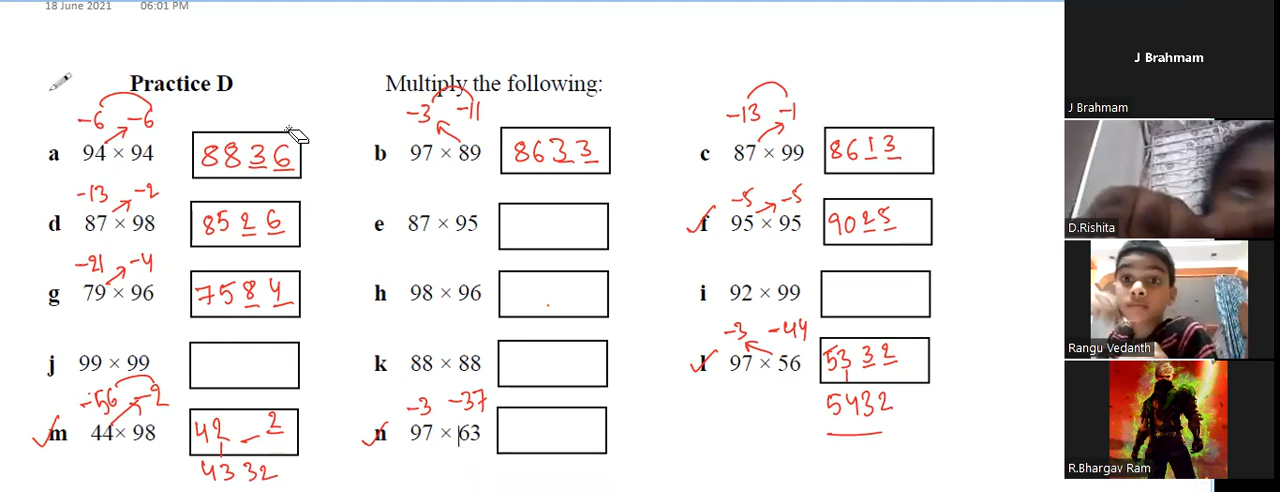 18 June 2021 06:01 PM
Practice D Multiply the following:
-6 -6 -3 -11 -13 -1
a 94 × 94 8836 b 97 × 89 8633 c 87 × 99 8613
-13 -2 -5 -5
d 87 × 98 8526 e 87 × 95 f 95 × 95 9025
-21 -4
g 79 × 96 7584 h 98 × 96 i 92 × 99
-3 -44
j 99 × 99 k 88 × 88 l 97 × 56 5332
-56 -2 -3 -37 5432
m 44× 98 42 _ 2 n 97 × 63
4332
J Brahmam
J Brahmam
D.Rishita
Rangu Vedanth
R.Bhargav Ram